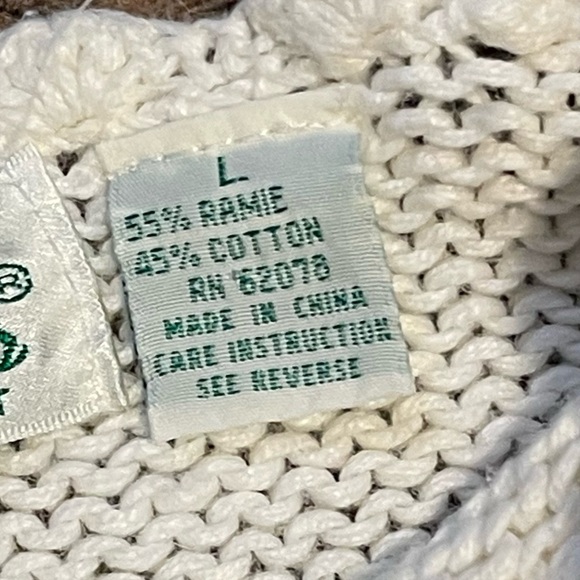 L
55% RAMIE
45% COTTON
RN 62078
MADE IN CHINA
CARE INSTRUCTION
SEE REVERSE
®